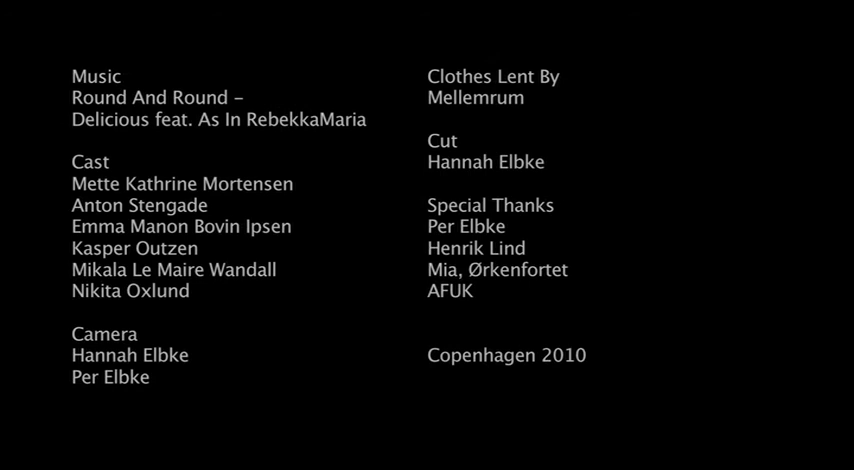 Music
Round And Round –
Delicious feat. As In RebekkaMaria
Cast
Mette Kathrine Mortensen
Anton Stengade
Emma Manon Bovin Ipsen
Kasper Outzen
Mikala Le Maire Wandall
Nikita Oxlund
Camera
Hannah Elbke
Per Elbke
Clothes Lent By
Mellemrum
Cut
Hannah Elbke
Special Thanks
Per Elbke
Henrik Lind
Mia, Ørkenfortet
AFUK
Copenhagen 2010